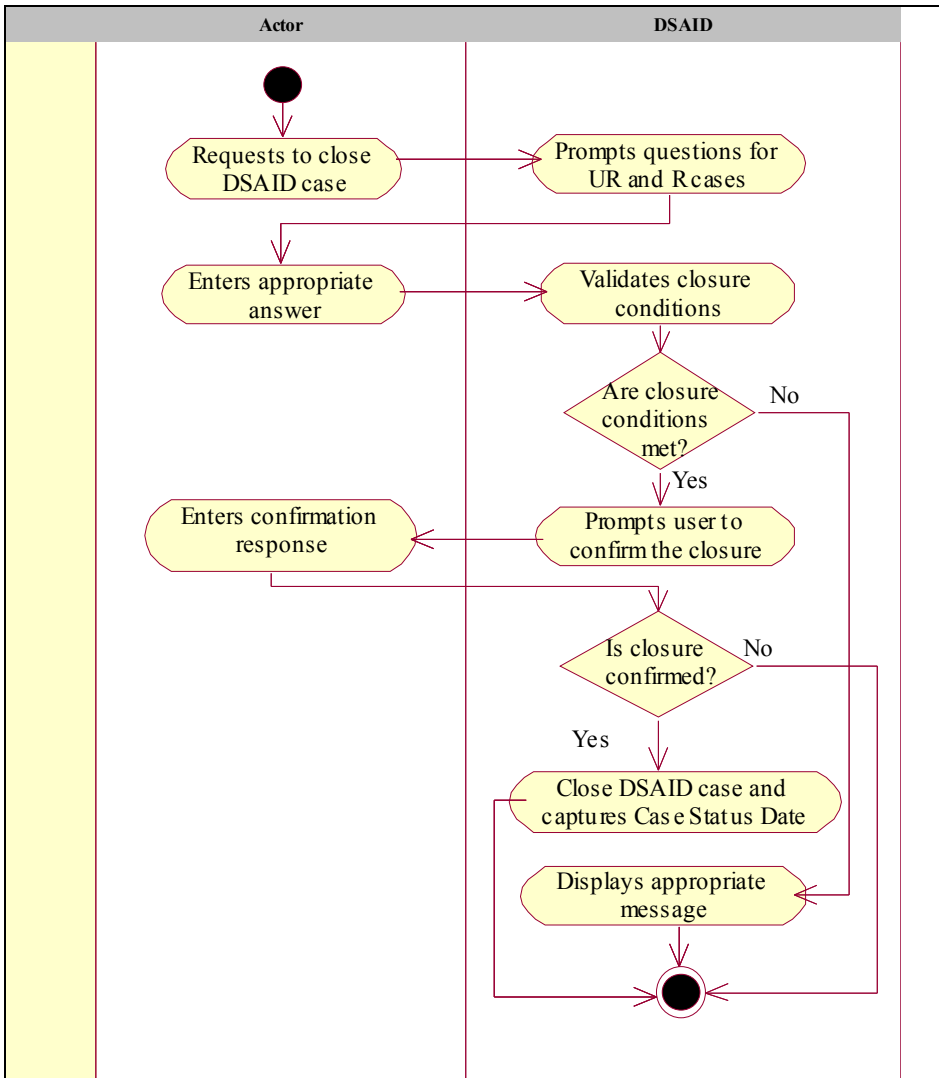 Actor
DSAID
Requests to close
DSAID case
Prompts questions for
UR and R cases
Enters appropriate
answer
Validates closure
conditions
Are closure
conditions
met?
No
Yes
Enters confirmation
response
Prompts user to
confirm the closure
Is closure
confirmed?
No
Yes
Close DSAID case and
captures Case Status Date
Displays appropriate
message